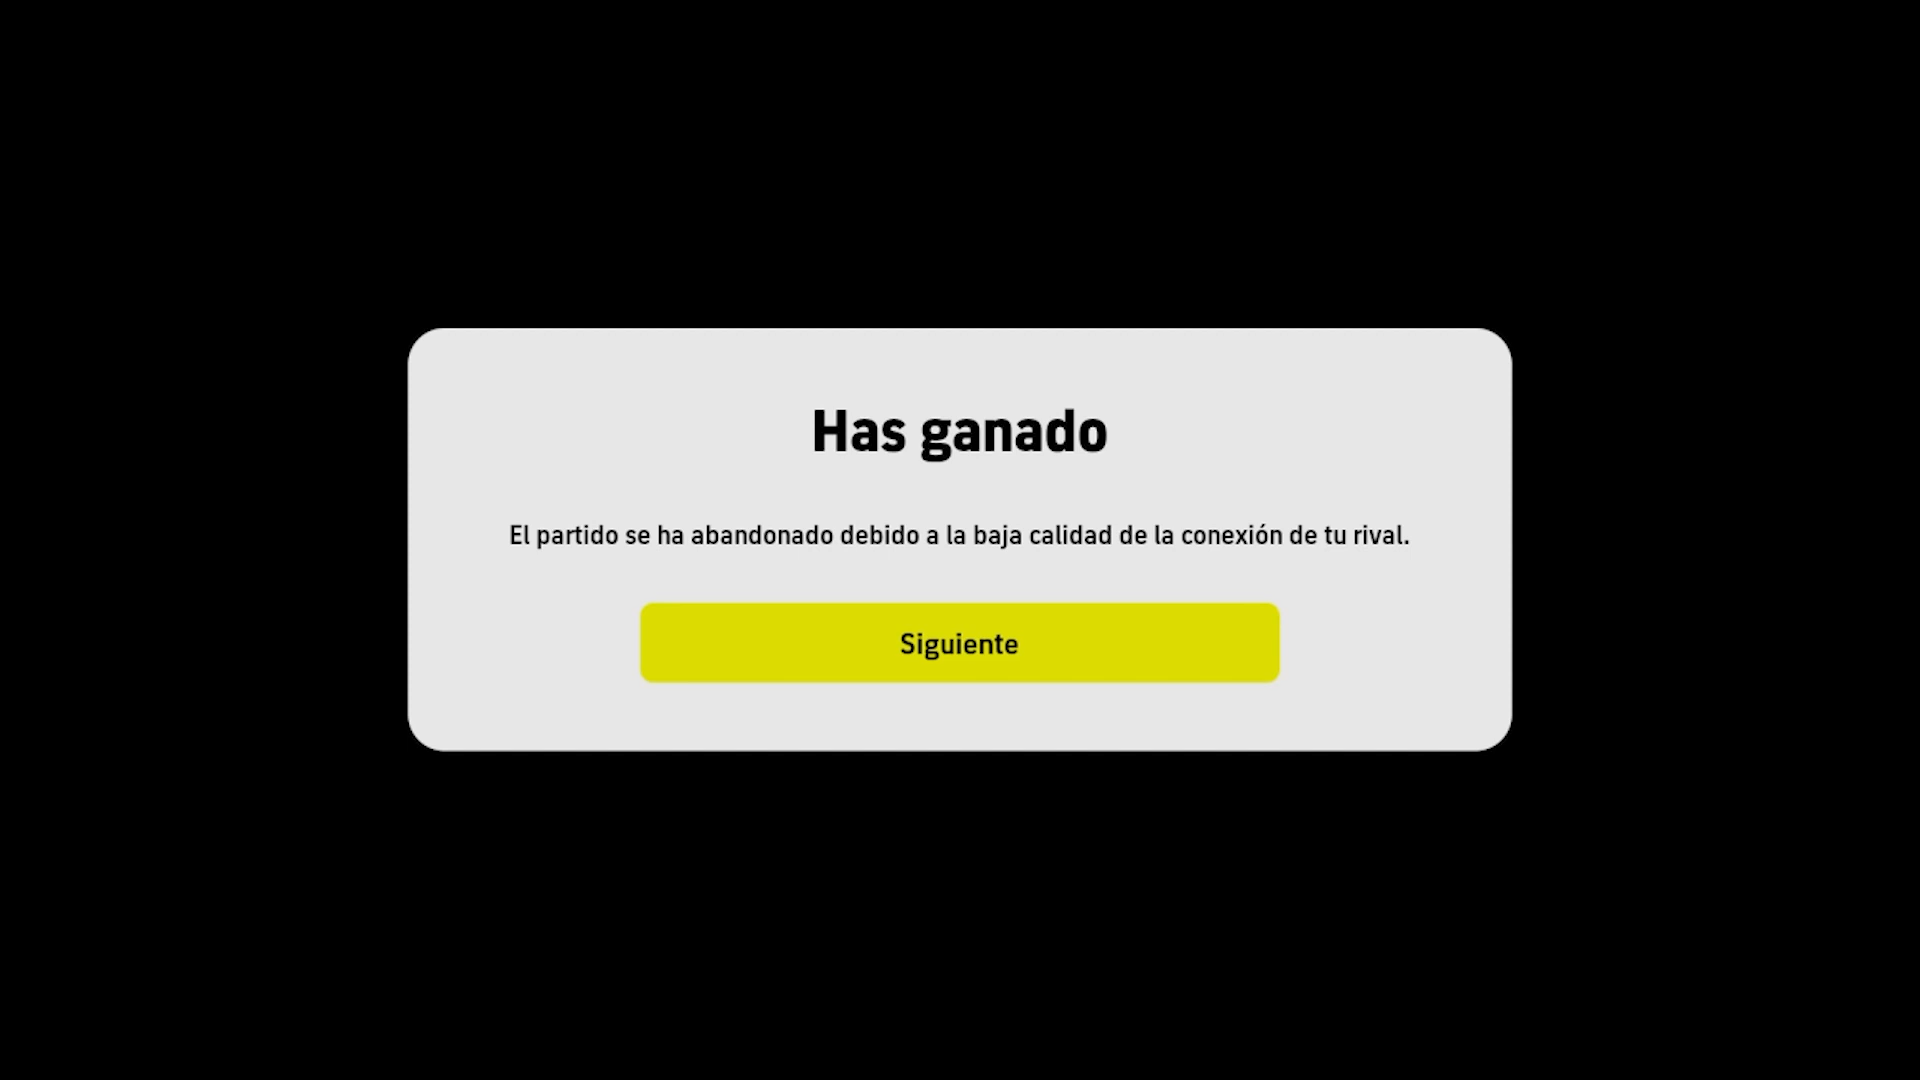 Has ganado
El partido se ha abandonado debido a la baja calidad de la conexión de tu rival.
Siguiente